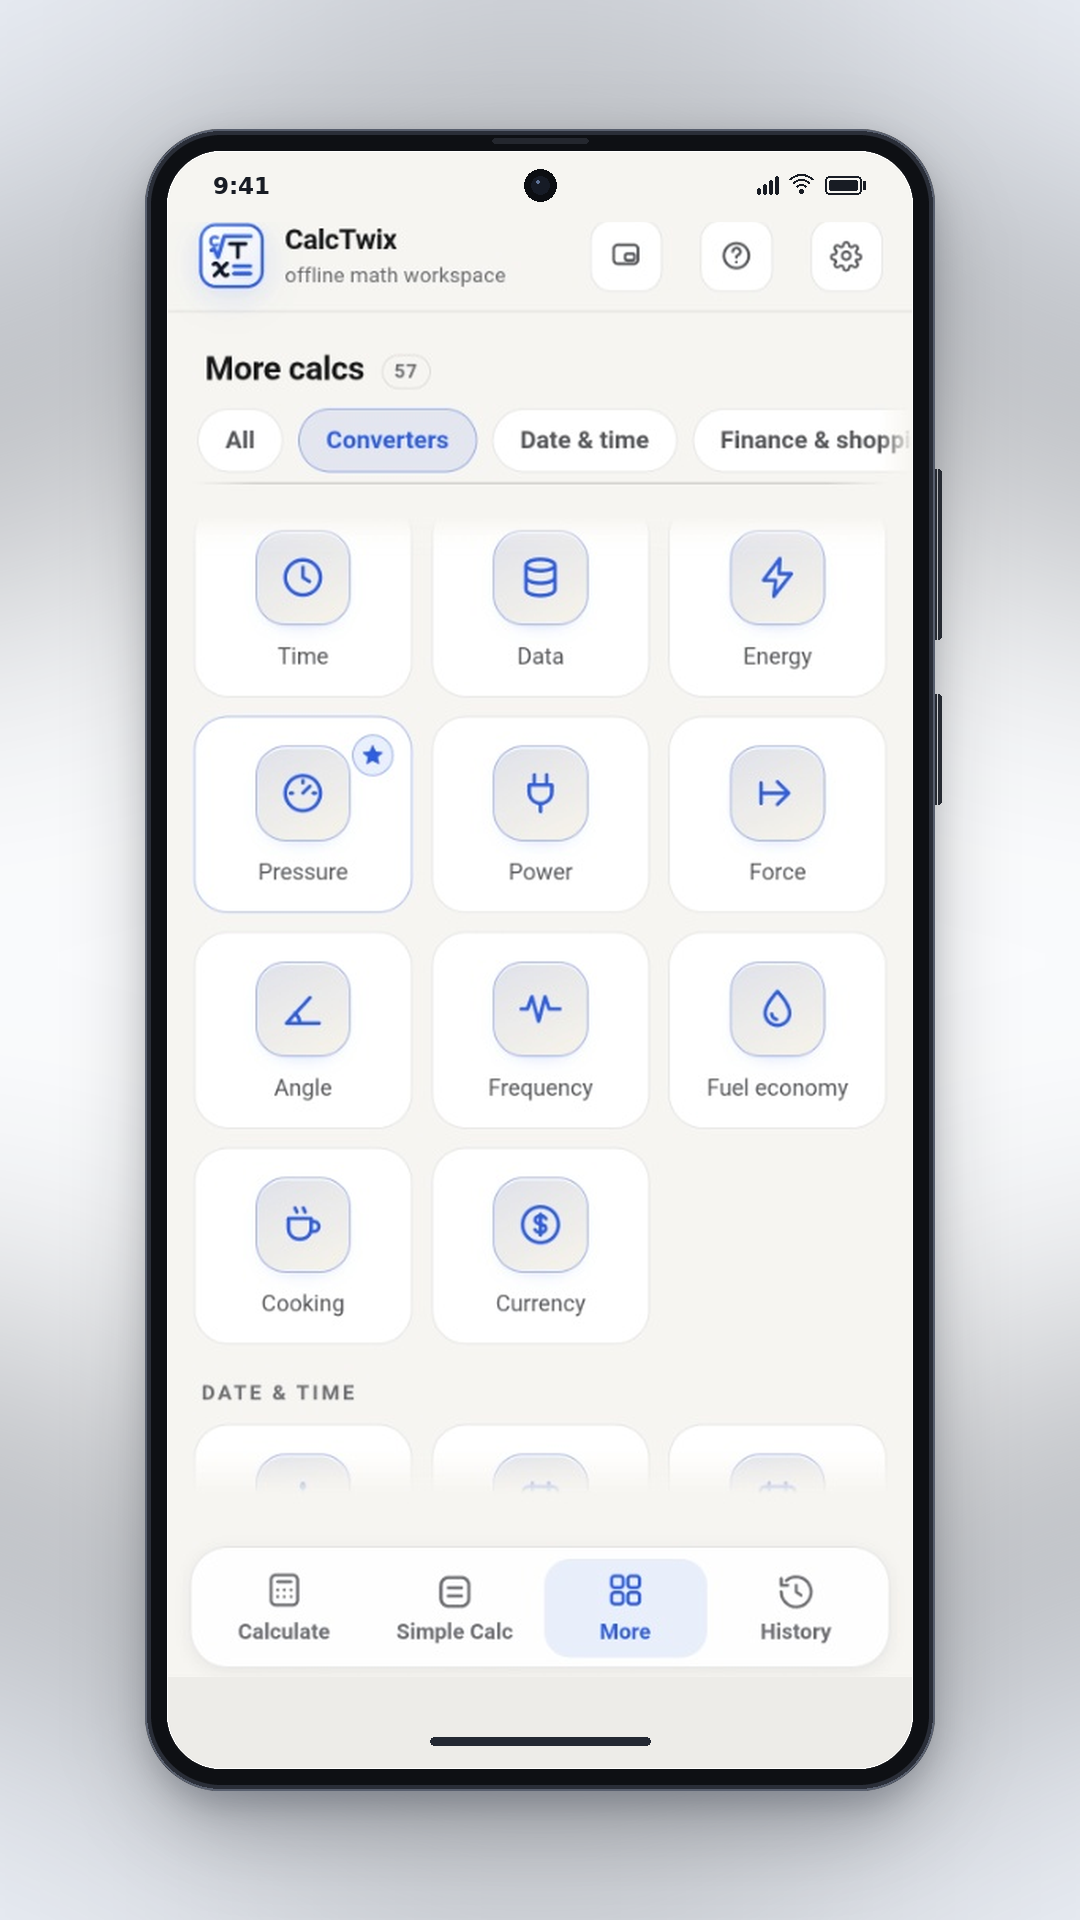 9:41
CalcTwix
offline math workspace
More calcs 57
All Converters Date & time Finance & shoppi
Time Data Energy
Pressure Power Force
Angle Frequency Fuel economy
Cooking Currency
DATE & TIME
Calculate Simple Calc More History